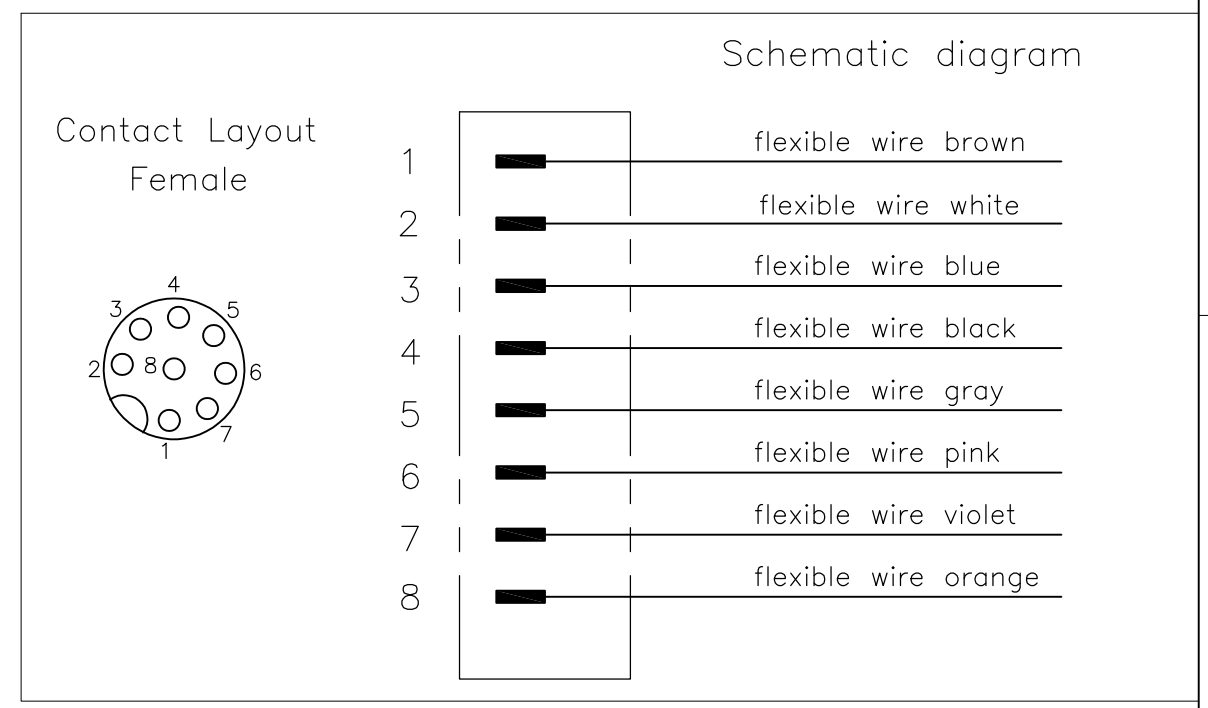 Schematic diagram
Contact Layout
Female
4
3 5
2 8 6
1 7
1 flexible wire brown
2 flexible wire white
3 flexible wire blue
4 flexible wire black
5 flexible wire gray
6 flexible wire pink
7 flexible wire violet
8 flexible wire orange